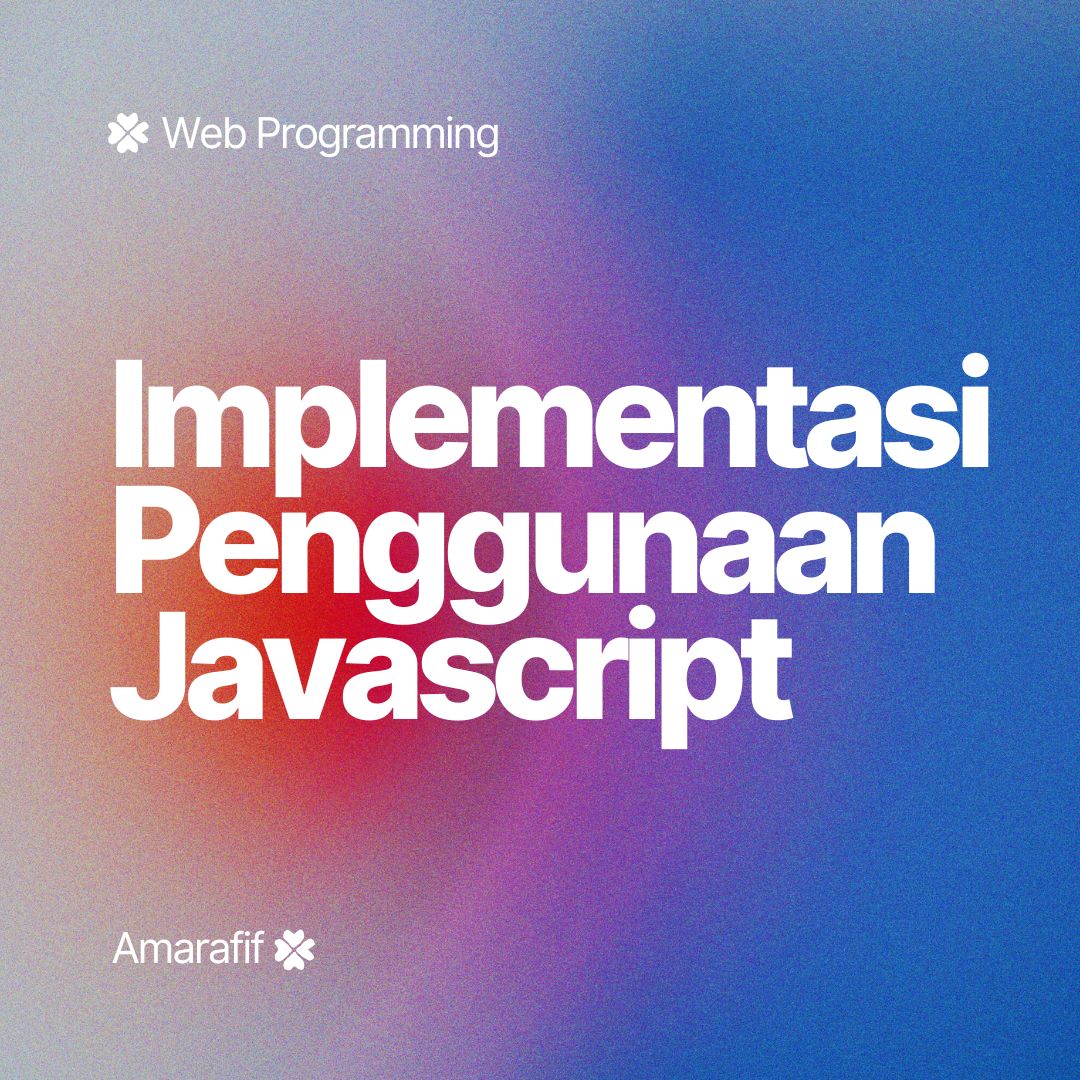 Web Programming
Implementasi
Penggunaan
Javascript
Amarafif